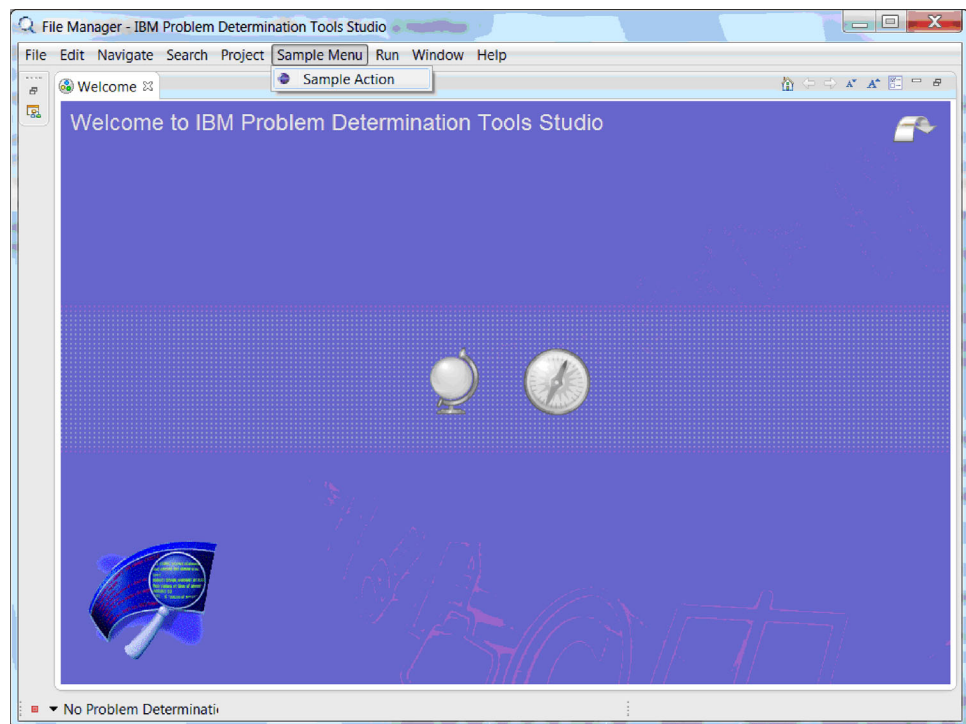 File Manager - IBM Problem Determination Tools Studio
File Edit Navigate Search Project Sample Menu Run Window Help
Sample Action
Welcome
Welcome to IBM Problem Determination Tools Studio
No Problem Determinati